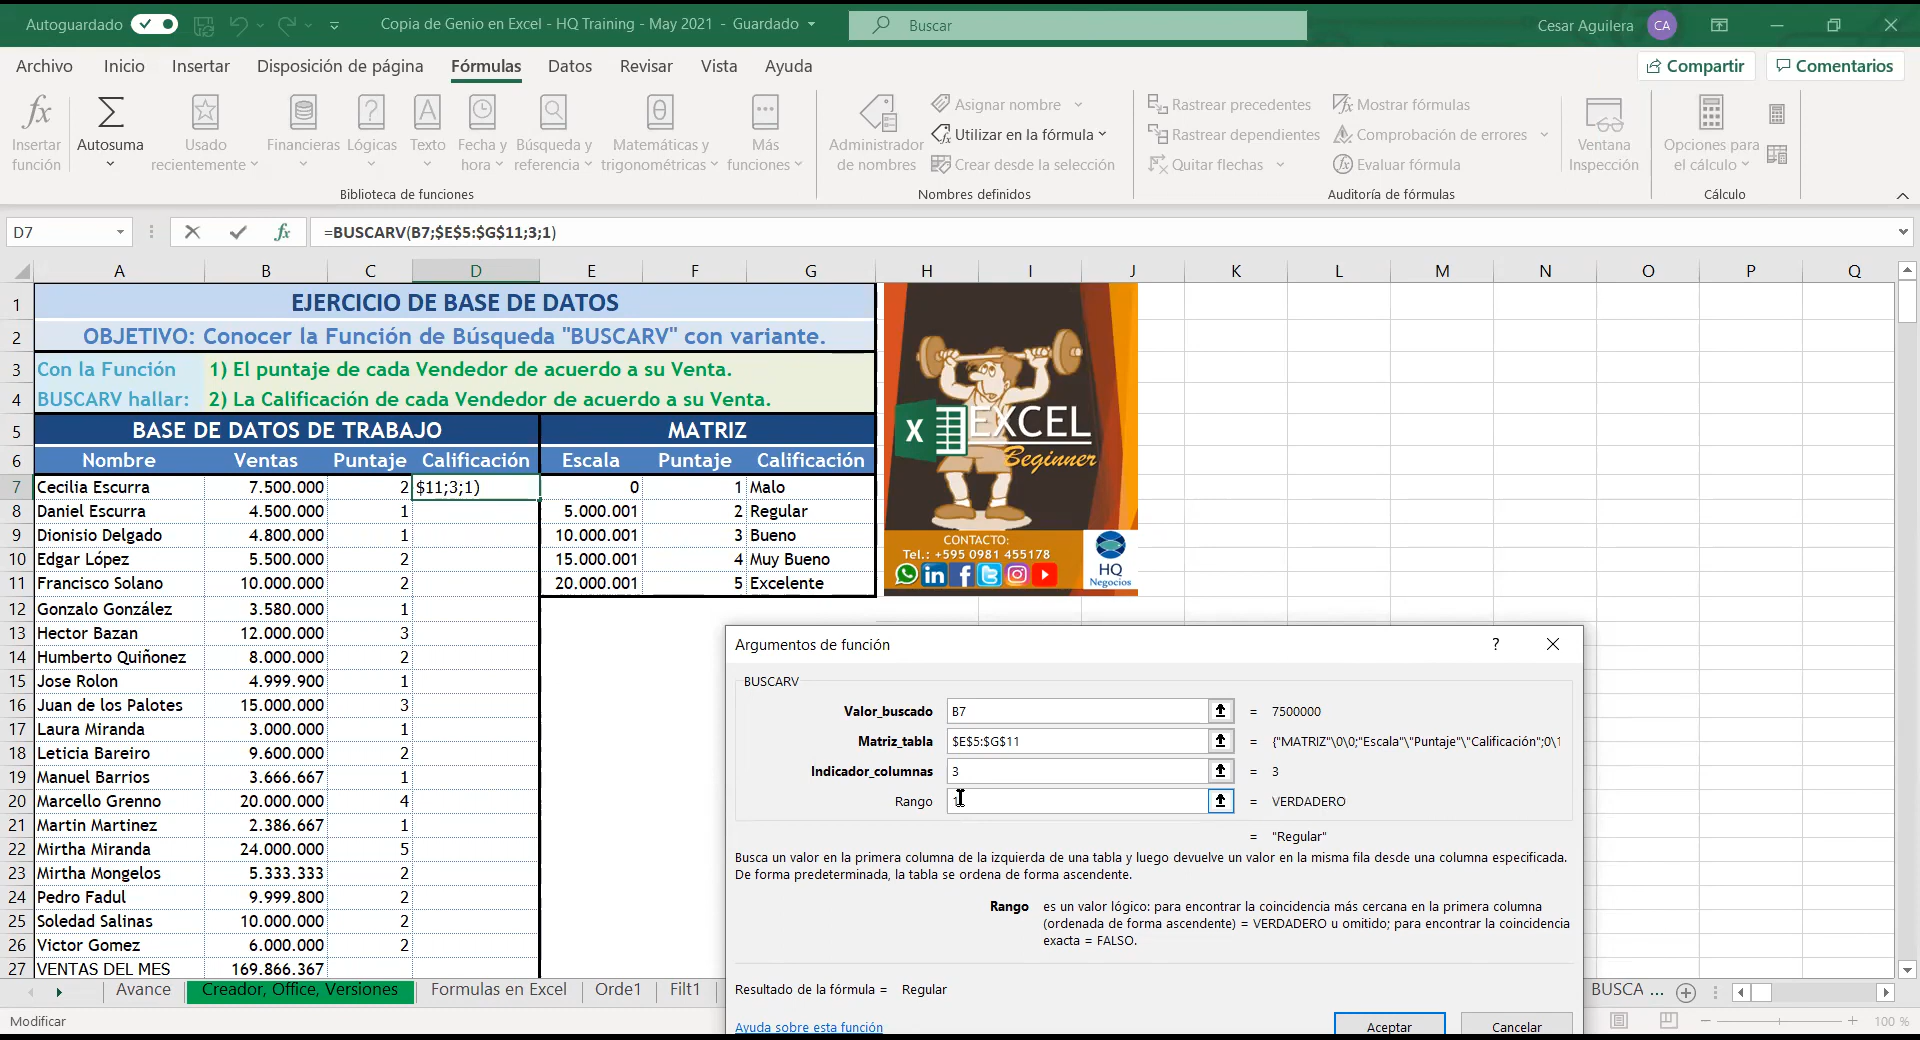 Autoguardado
Copia de Genio en Excel - HQ Training - May 2021 - Guardado
Buscar
Cesar Aguilera
CA
Archivo Inicio Insertar Disposición de página Fórmulas Datos Revisar Vista Ayuda
Compartir
Comentarios
Insertar función
Autosuma
Usado recientemente
Financieras
Lógicas
Texto
Fecha y hora
Búsqueda y referencia
Matemáticas y trigonométricas
Más funciones
Biblioteca de funciones
Administrador de nombres
Asignar nombre
Utilizar en la fórmula
Crear desde la selección
Nombres definidos
Rastrear precedentes
Rastrear dependientes
Quitar flechas
Mostrar fórmulas
Comprobación de errores
Evaluar fórmula
Auditoría de fórmulas
Ventana Inspección
Opciones para el cálculo
Cálculo
D7
fx
=BUSCARV(B7;$E$5:$G$11;3;1)
A B C D E F G H I J K L M N O P Q
1 EJERCICIO DE BASE DE DATOS
2 OBJETIVO: Conocer la Función de Búsqueda "BUSCARV" con variante.
3 Con la Función 1) El puntaje de cada Vendedor de acuerdo a su Venta.
4 BUSCARV hallar: 2) La Calificación de cada Vendedor de acuerdo a su Venta.
5 BASE DE DATOS DE TRABAJO MATRIZ
6 Nombre Ventas Puntaje Calificación Escala Puntaje Calificación
7 Cecilia Escurra 7.500.000 2 $11;3;1) 0 1 Malo
8 Daniel Escurra 4.500.000 1 5.000.001 2 Regular
9 Dionisio Delgado 4.800.000 1 10.000.001 3 Bueno
10 Edgar López 5.500.000 2 15.000.001 4 Muy Bueno
11 Francisco Solano 10.000.000 2 20.000.001 5 Excelente
12 Gonzalo González 3.580.000 1
13 Hector Bazan 12.000.000 3
14 Humberto Quiñonez 8.000.000 2
15 Jose Rolon 4.999.900 1
16 Juan de los Palotes 15.000.000 3
17 Laura Miranda 3.000.000 1
18 Leticia Bareiro 9.600.000 2
19 Manuel Barrios 3.666.667 1
20 Marcello Grenno 20.000.000 4
21 Martin Martinez 2.386.667 1
22 Mirtha Miranda 24.000.000 5
23 Mirtha Mongelos 5.333.333 2
24 Pedro Fadul 9.999.800 2
25 Soledad Salinas 10.000.000 2
26 Victor Gomez 6.000.000 2
27 VENTAS DEL MES 169.866.367
X
EXCEL
Beginner
CONTACTO:
Tel.: +595 0981 455178
HQ
Negocios
Argumentos de función
?
BUSCARV
Valor_buscado B7 = 7500000
Matriz_tabla $E$5:$G$11 = {"MATRIZ"\0\0;"Escala"\"Puntaje"\"Calificación";0\1
Indicador_columnas 3 = 3
Rango 1 = VERDADERO
= "Regular"
Busca un valor en la primera columna de la izquierda de una tabla y luego devuelve un valor en la misma fila desde una columna especificada.
De forma predeterminada, la tabla se ordena de forma ascendente.
Rango es un valor lógico: para encontrar la coincidencia más cercana en la primera columna
(ordenada de forma ascendente) = VERDADERO u omitido; para encontrar la coincidencia
exacta = FALSO.
Resultado de la fórmula = Regular
Ayuda sobre esta función
Aceptar
Cancelar
Avance
Creador, Office, Versiones
Formulas en Excel
Orde1
Filt1
BUSCA ...
Modificar
100 %